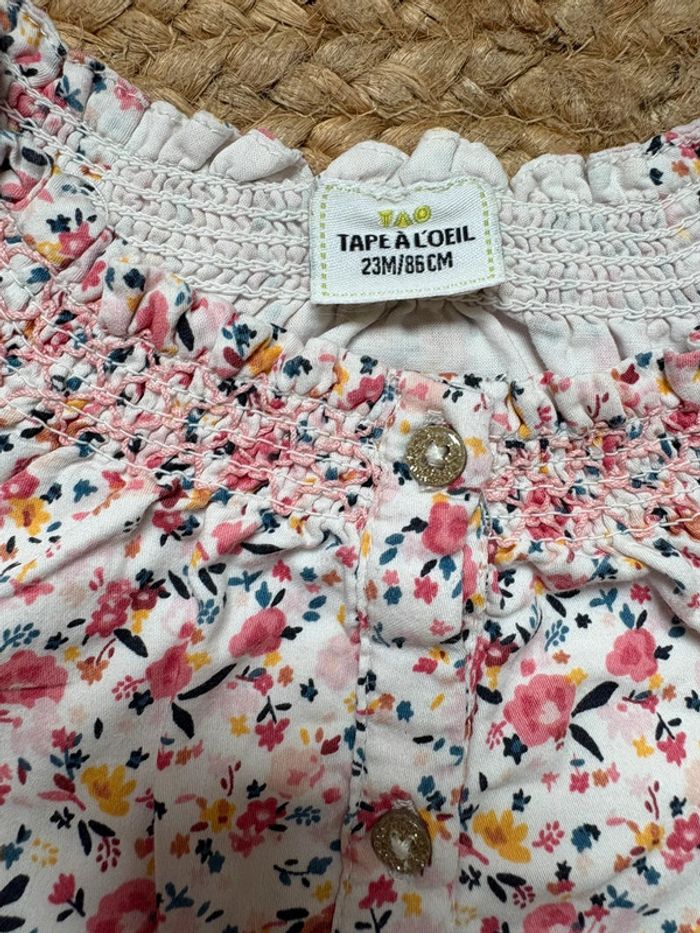 TAO
TAPE À L'OEIL
23M/86CM